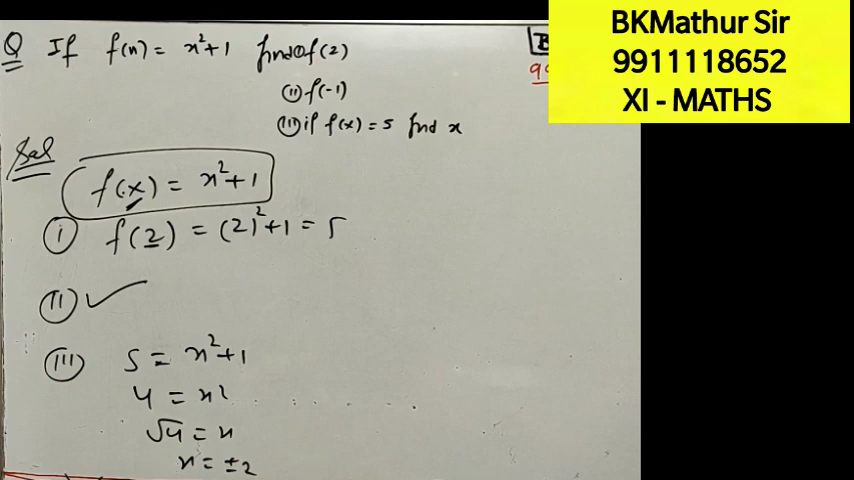 Q If f(x) = x²+1 find (i) f(2)
(ii) f(-1)
(iii) if f(x) = 5 find x
Sol
f(x) = x²+1
(i) f(2) = (2)²+1 = 5
(ii) ✓
(iii) 5 = x²+1
4 = x²
√4 = x
x = ±2
BKMathur Sir
9911118652
XI - MATHS